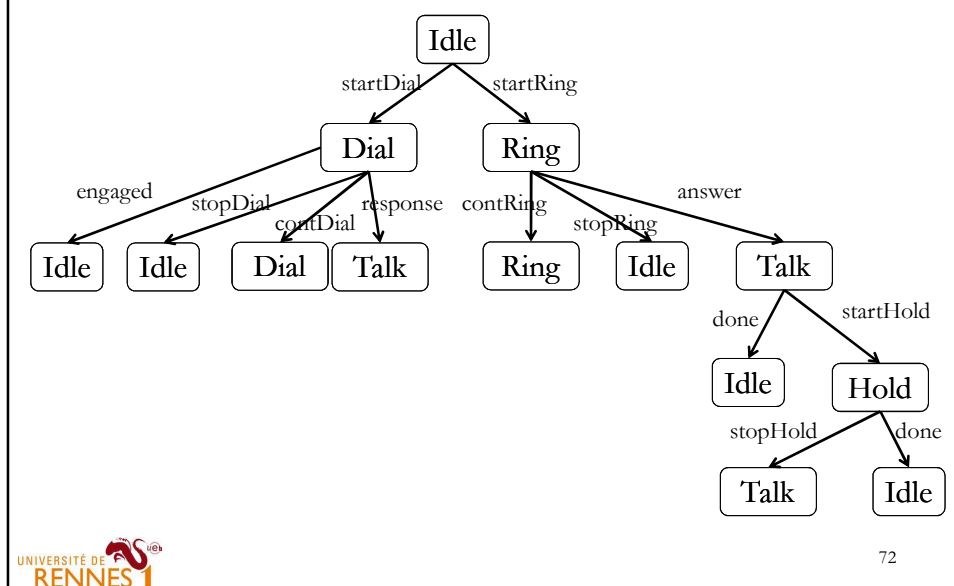 Idle
startDial startRing
Dial Ring
engaged stopDial contDial response contRing stopRing answer
Idle Idle Dial Talk Ring Idle Talk
done startHold
Idle Hold
stopHold done
Talk Idle
UNIVERSITÉ DE ueb
RENNES 1
72